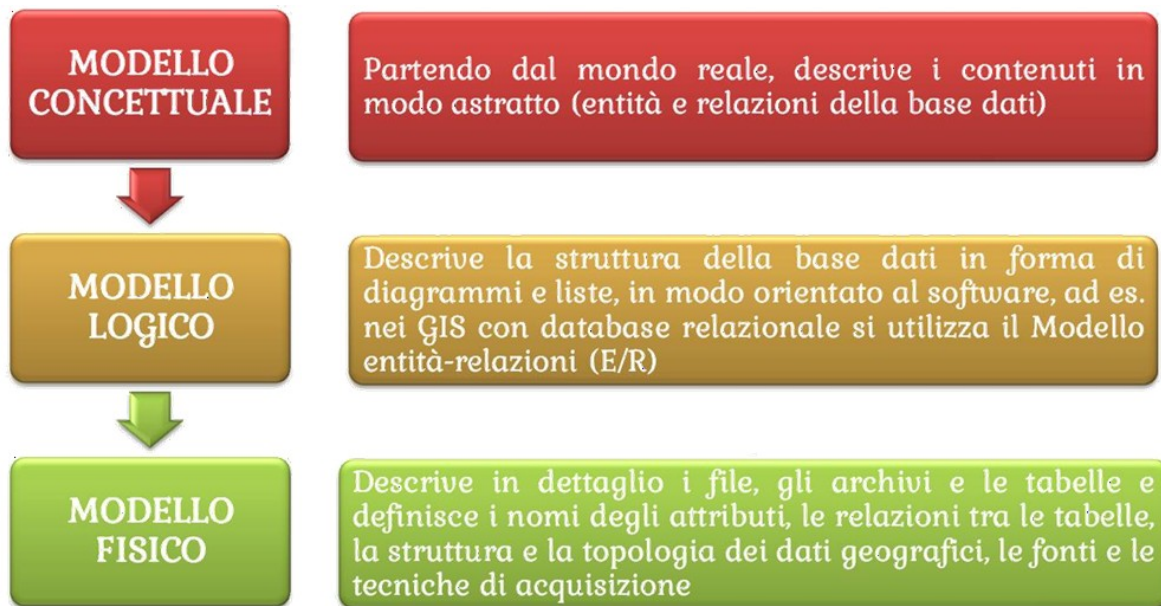 MODELLO
CONCETTUALE
Partendo dal mondo reale, descrive i contenuti in
modo astratto (entità e relazioni della base dati)
MODELLO
LOGICO
Descrive la struttura della base dati in forma di
diagrammi e liste, in modo orientato al software, ad es.
nei GIS con database relazionale si utilizza il Modello
entità-relazioni (E/R)
MODELLO
FISICO
Descrive in dettaglio i file, gli archivi e le tabelle e
definisce i nomi degli attributi, le relazioni tra le tabelle,
la struttura e la topologia dei dati geografici, le fonti e le
tecniche di acquisizione